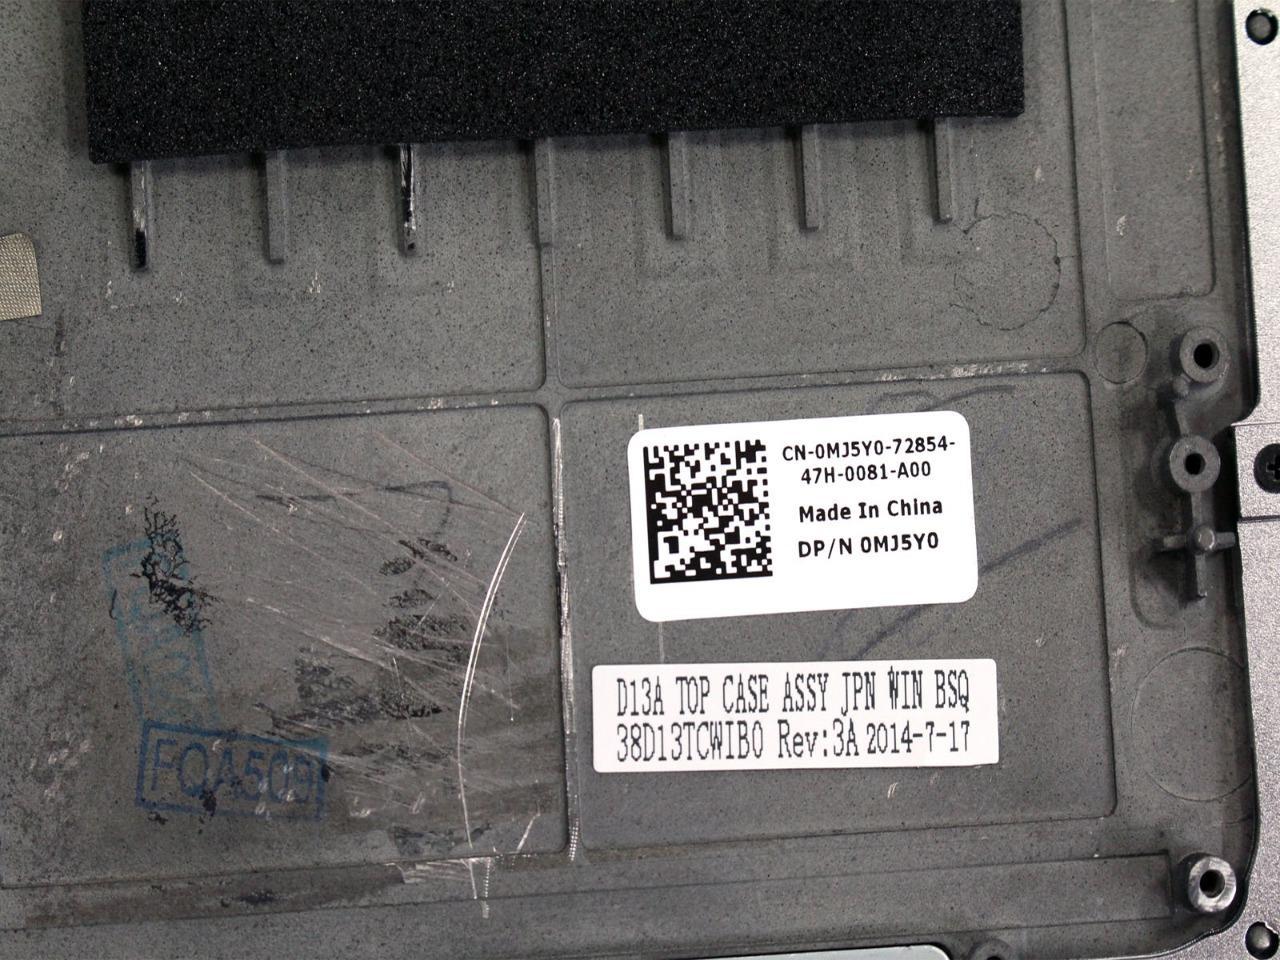 CN-0MJ5Y0-72854-
47H-0081-A00
Made In China
DP/N 0MJ5Y0
D13A TOP CASE ASSY JPN WIN BSQ
38D13TCWIB0 Rev:3A 2014-7-17
FQA509